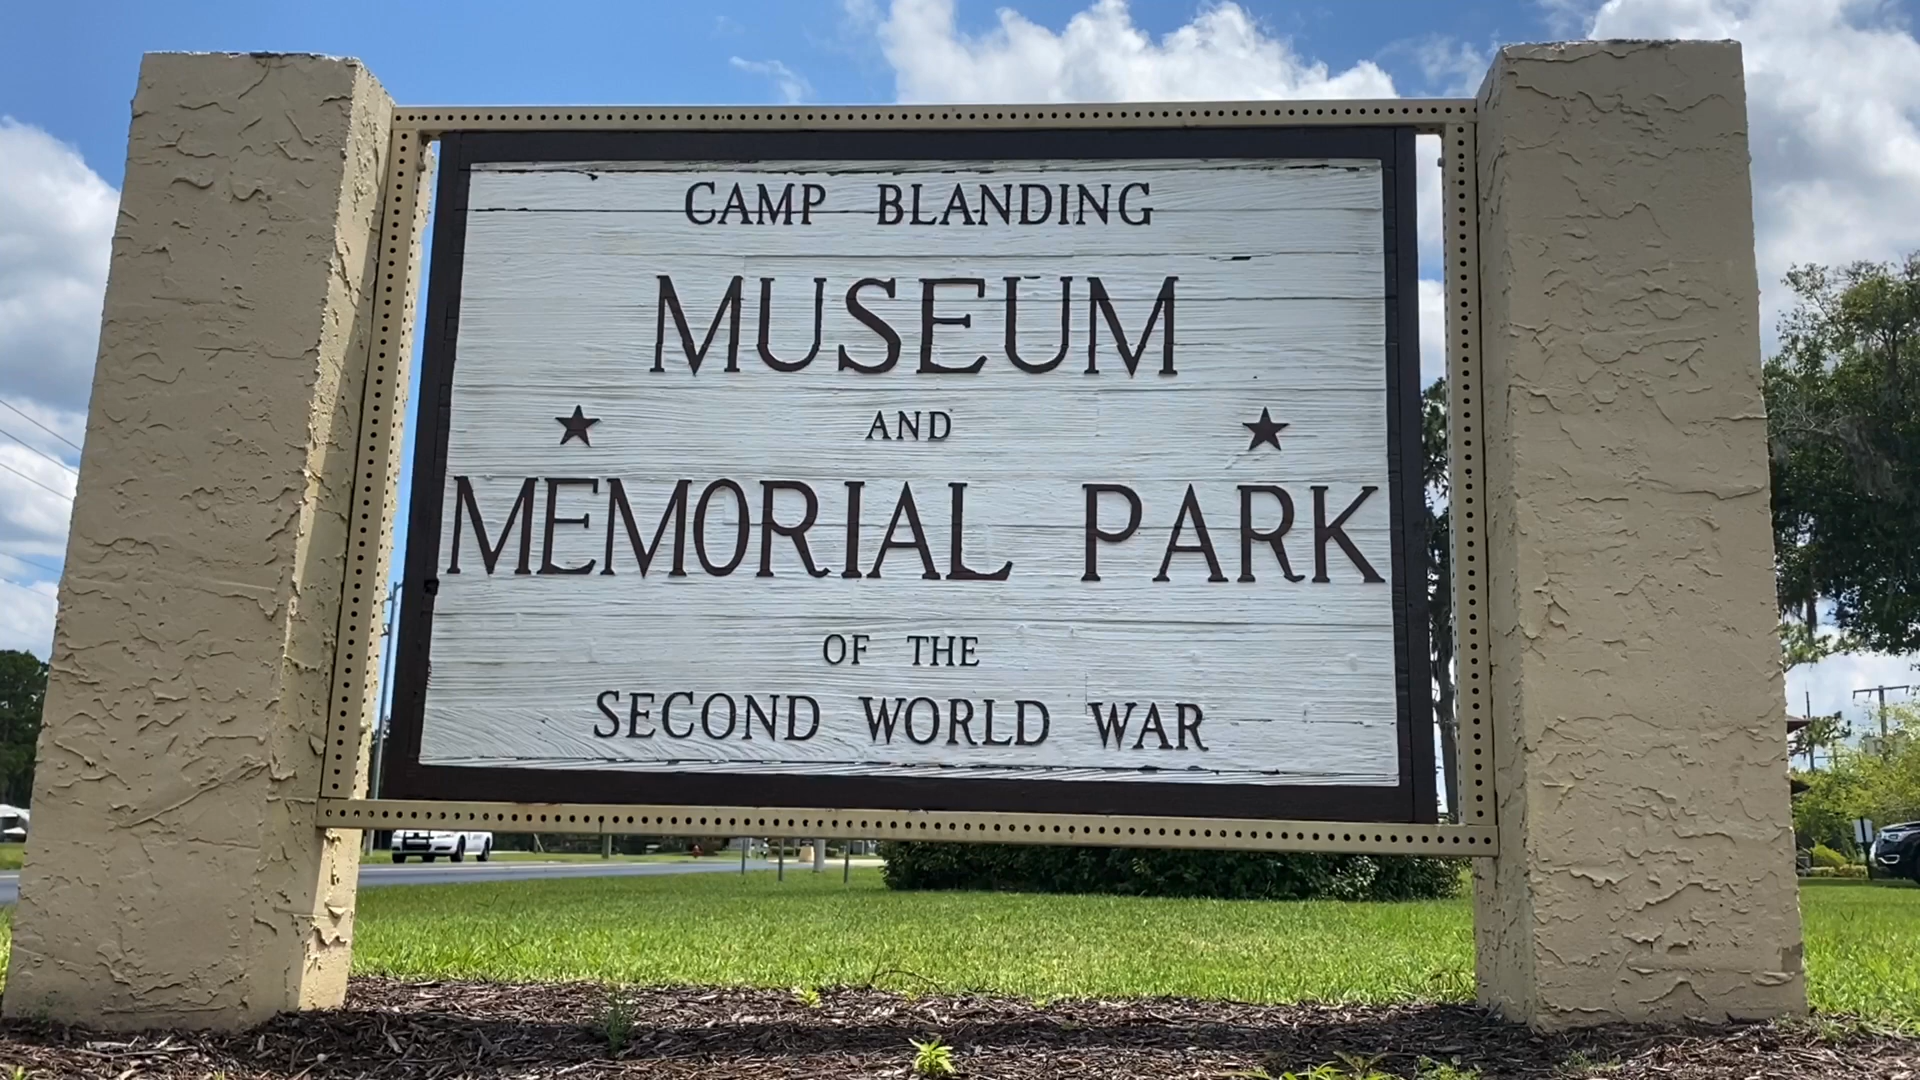 CAMP BLANDING
MUSEUM
AND
MEMORIAL PARK
OF THE
SECOND WORLD WAR